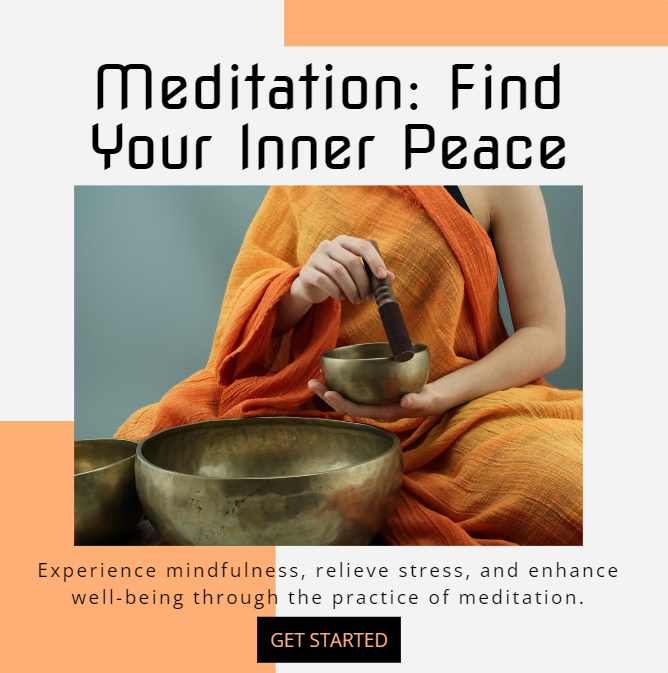 Meditation: Find
Your Inner Peace
Experience mindfulness, relieve stress, and enhance
well-being through the practice of meditation.
GET STARTED